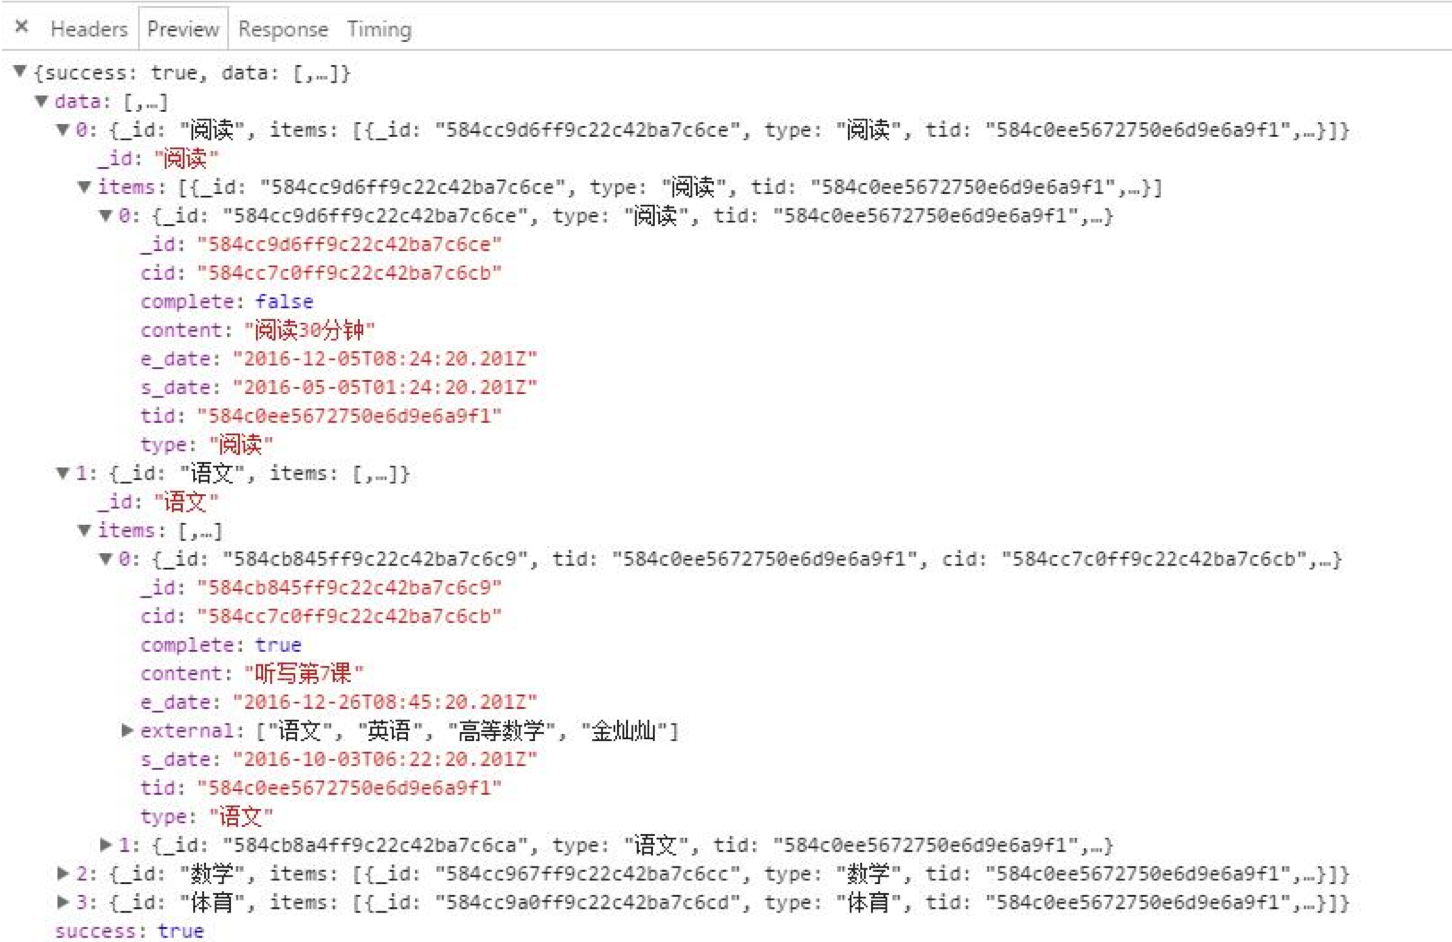 × Headers Preview Response Timing
▼{success: true, data: [,…]}
▼data: [,…]
▼0: {_id: "阅读", items: [{_id: "584cc9d6ff9c22c42ba7c6ce", type: "阅读", tid: "584c0ee5672750e6d9e6a9f1",…}]}
_id: "阅读"
▼items: [{_id: "584cc9d6ff9c22c42ba7c6ce", type: "阅读", tid: "584c0ee5672750e6d9e6a9f1",…}]
▼0: {_id: "584cc9d6ff9c22c42ba7c6ce", type: "阅读", tid: "584c0ee5672750e6d9e6a9f1",…}
_id: "584cc9d6ff9c22c42ba7c6ce"
cid: "584cc7c0ff9c22c42ba7c6cb"
complete: false
content: "阅读30分钟"
e_date: "2016-12-05T08:24:20.201Z"
s_date: "2016-05-05T01:24:20.201Z"
tid: "584c0ee5672750e6d9e6a9f1"
type: "阅读"
▼1: {_id: "语文", items: [,…]}
_id: "语文"
▼items: [,…]
▼0: {_id: "584cb845ff9c22c42ba7c6c9", tid: "584c0ee5672750e6d9e6a9f1", cid: "584cc7c0ff9c22c42ba7c6cb",…}
_id: "584cb845ff9c22c42ba7c6c9"
cid: "584cc7c0ff9c22c42ba7c6cb"
complete: true
content: "听写第7课"
e_date: "2016-12-26T08:45:20.201Z"
▶external: ["语文", "英语", "高等数学", "金灿灿"]
s_date: "2016-10-03T06:22:20.201Z"
tid: "584c0ee5672750e6d9e6a9f1"
type: "语文"
▶1: {_id: "584cb8a4ff9c22c42ba7c6ca", type: "语文", tid: "584c0ee5672750e6d9e6a9f1",…}
▶2: {_id: "数学", items: [{_id: "584cc967ff9c22c42ba7c6cc", type: "数学", tid: "584c0ee5672750e6d9e6a9f1",…}]}
▶3: {_id: "体育", items: [{_id: "584cc9a0ff9c22c42ba7c6cd", type: "体育", tid: "584c0ee5672750e6d9e6a9f1",…}]}
success: true